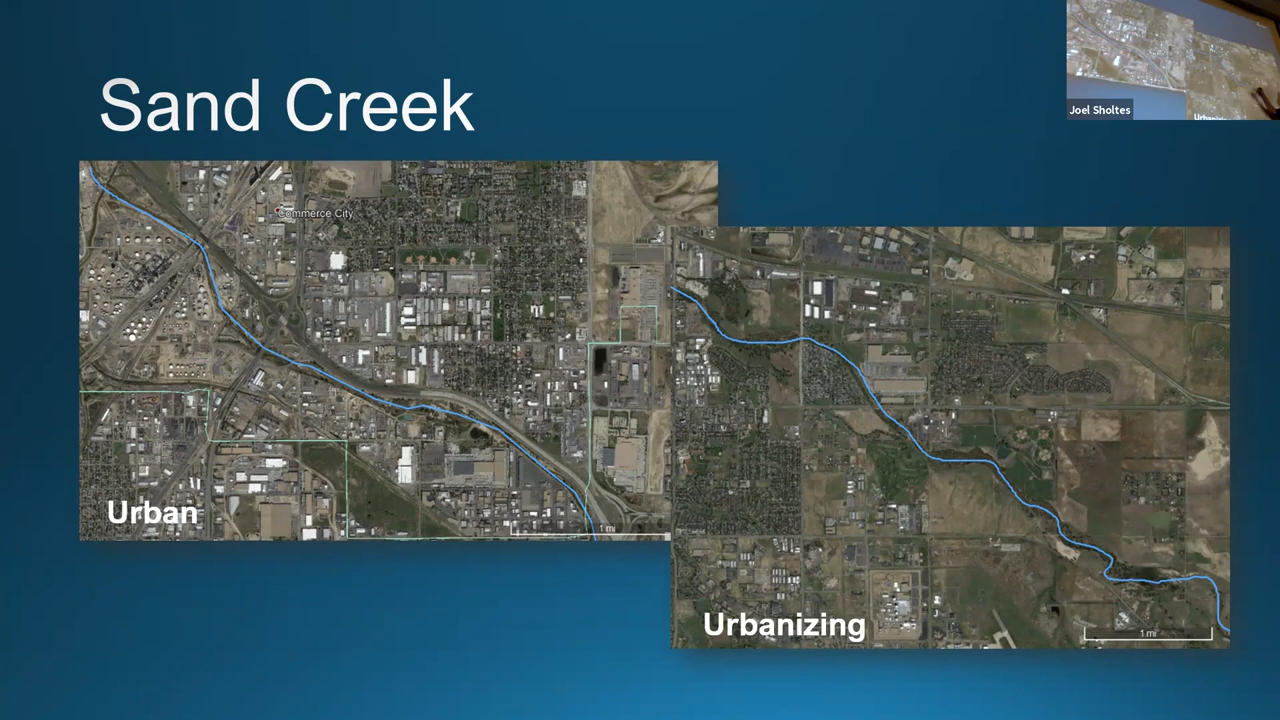 Sand Creek
Joel Sholtes
Commerce City
Urban
1 mi
Urbanizing
1 mi